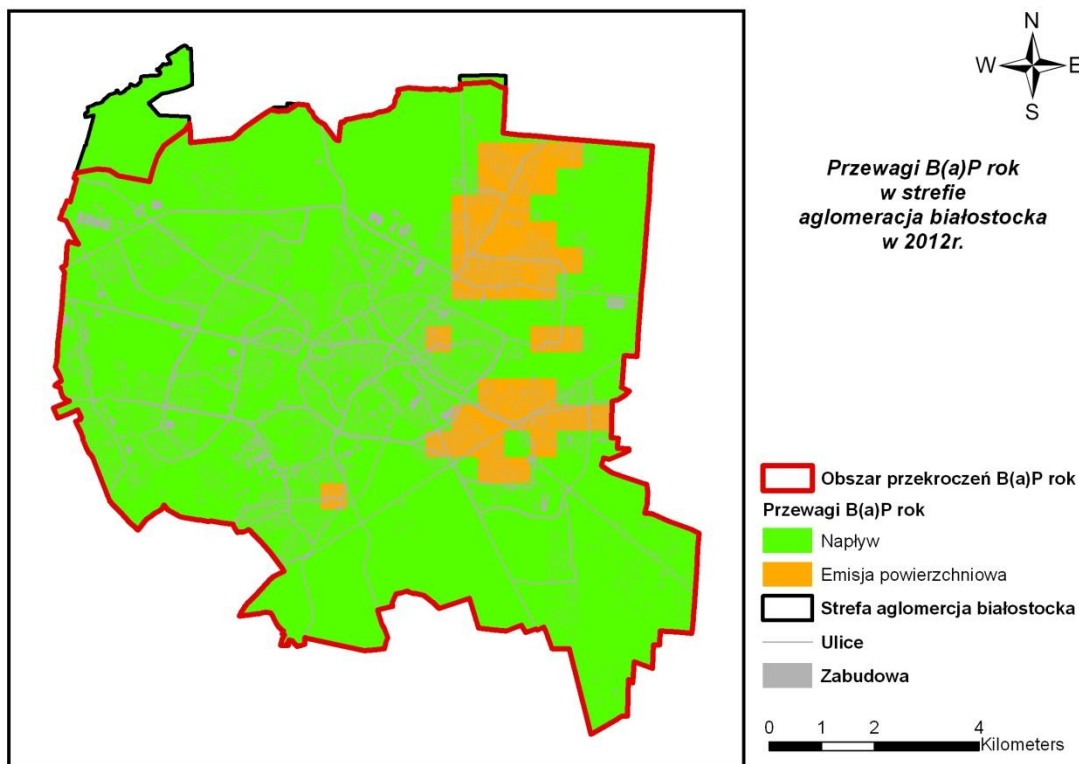 N
W E
S
Przewagi B(a)P rok
w strefie
aglomeracja białostocka
w 2012r.
Obszar przekroczeń B(a)P rok
Przewagi B(a)P rok
Napływ
Emisja powierzchniowa
Strefa aglomercja białostocka
Ulice
Zabudowa
0 1 2 4
Kilometers